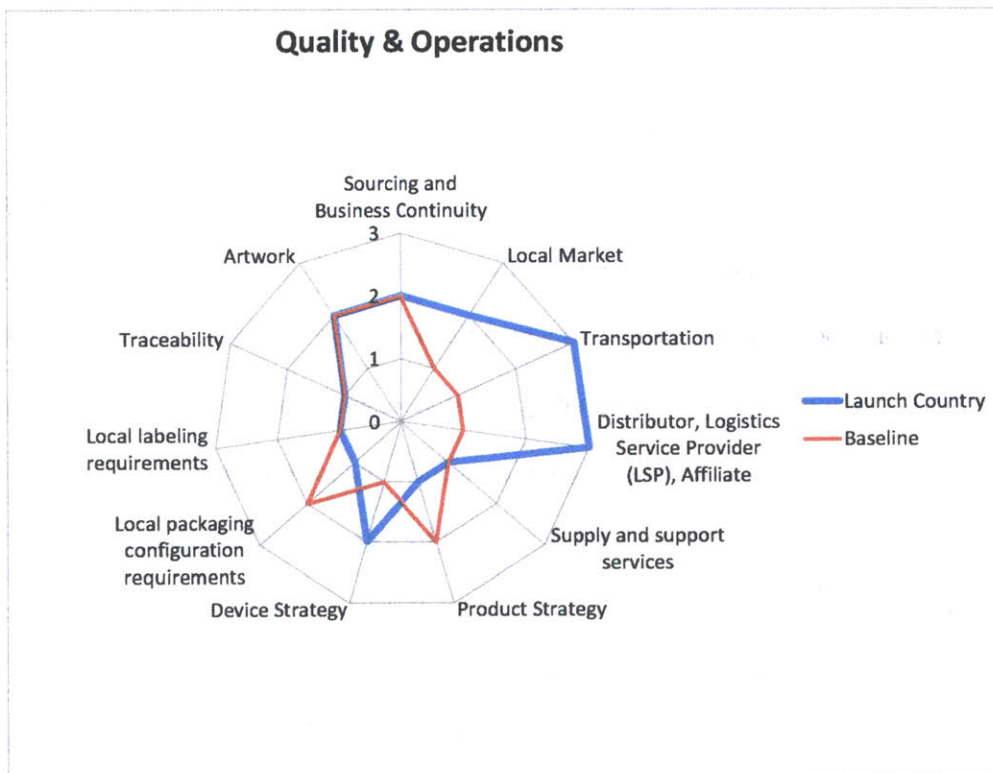 Quality & Operations
Sourcing and
Business Continuity
3
Artwork
Local Market
2
Traceability
Transportation
1
Launch Country
0
Local labeling
requirements
Distributor, Logistics
Service Provider
(LSP), Affiliate
Baseline
Local packaging
configuration
requirements
Supply and support
services
Device Strategy
Product Strategy